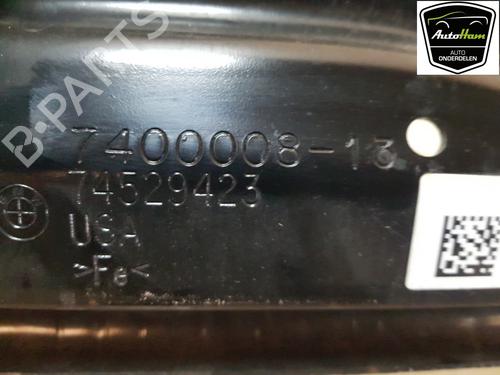 AutoHam
AUTO
ONDERDELEN
B-PARTS
7400008-13
74529423
USA
>Fe<